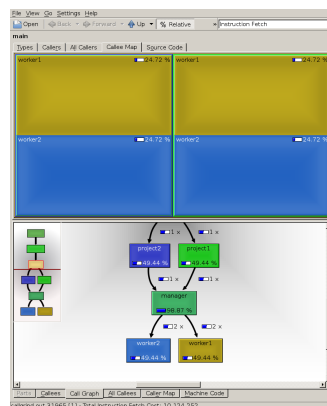 File View Go Settings Help
Open Back Forward Up % Relative Instruction Fetch
main
Types Callers All Callers Callee Map Source Code
worker1 24.72 % worker1 24.72 %
worker2 24.72 % worker2 24.72 %
1 x 1 x
project2 project1
49.44 % 49.44 %
1 x 1 x
manager
98.87 %
2 x 2 x
worker2 worker1
49.44 % 49.44 %
Parts Callees Call Graph All Callees Caller Map Machine Code